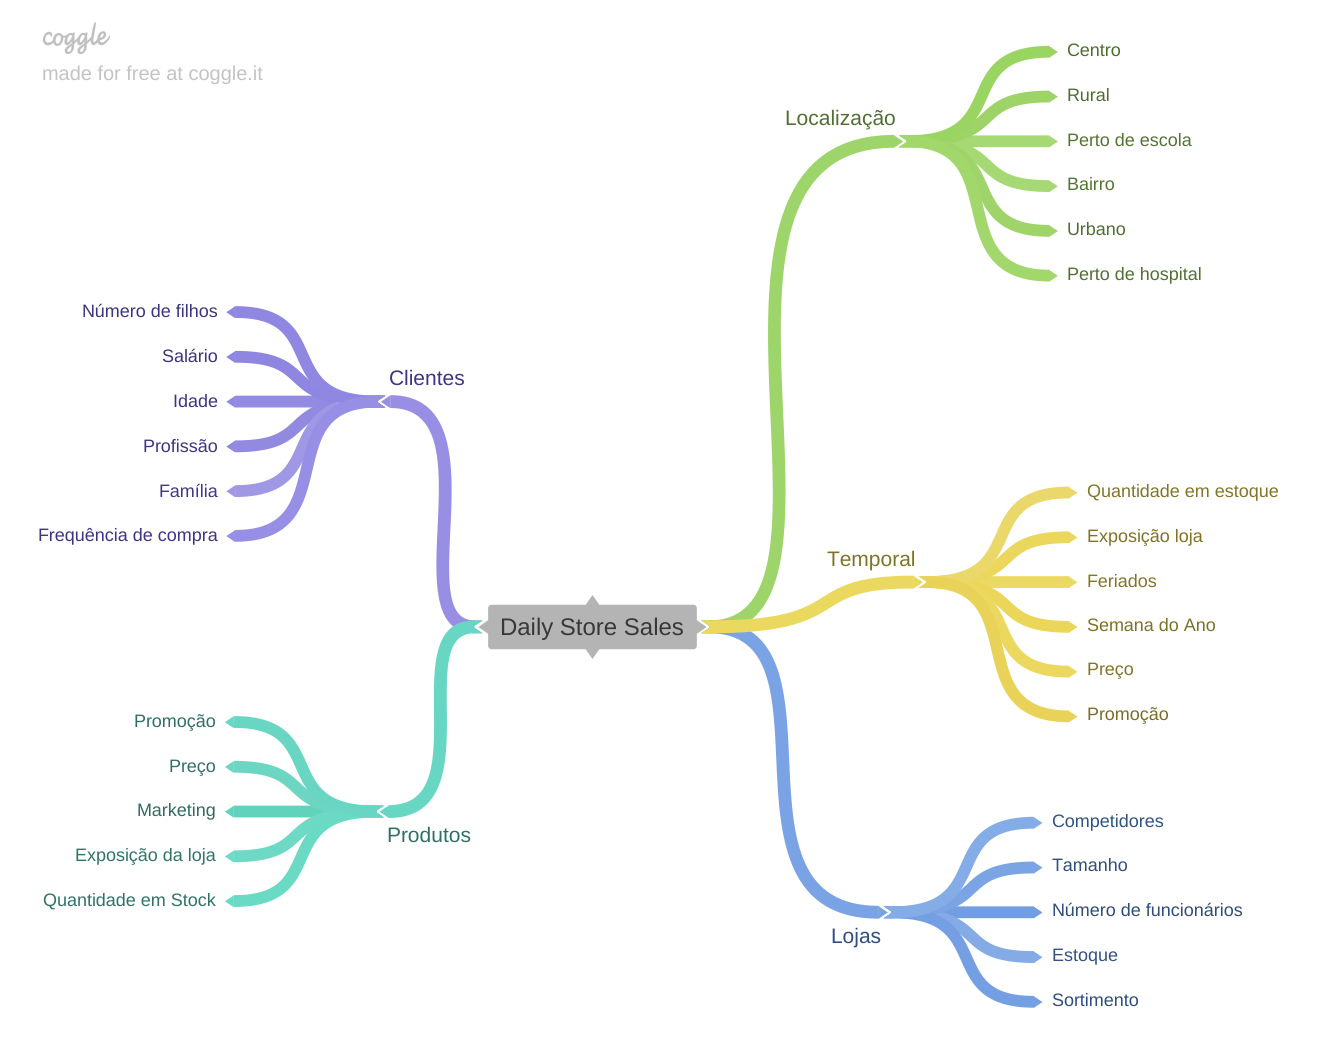 coggle
made for free at coggle.it
Daily Store Sales
Localização
Centro
Rural
Perto de escola
Bairro
Urbano
Perto de hospital
Temporal
Quantidade em estoque
Exposição loja
Feriados
Semana do Ano
Preço
Promoção
Lojas
Competidores
Tamanho
Número de funcionários
Estoque
Sortimento
Clientes
Número de filhos
Salário
Idade
Profissão
Família
Frequência de compra
Produtos
Promoção
Preço
Marketing
Exposição da loja
Quantidade em Stock